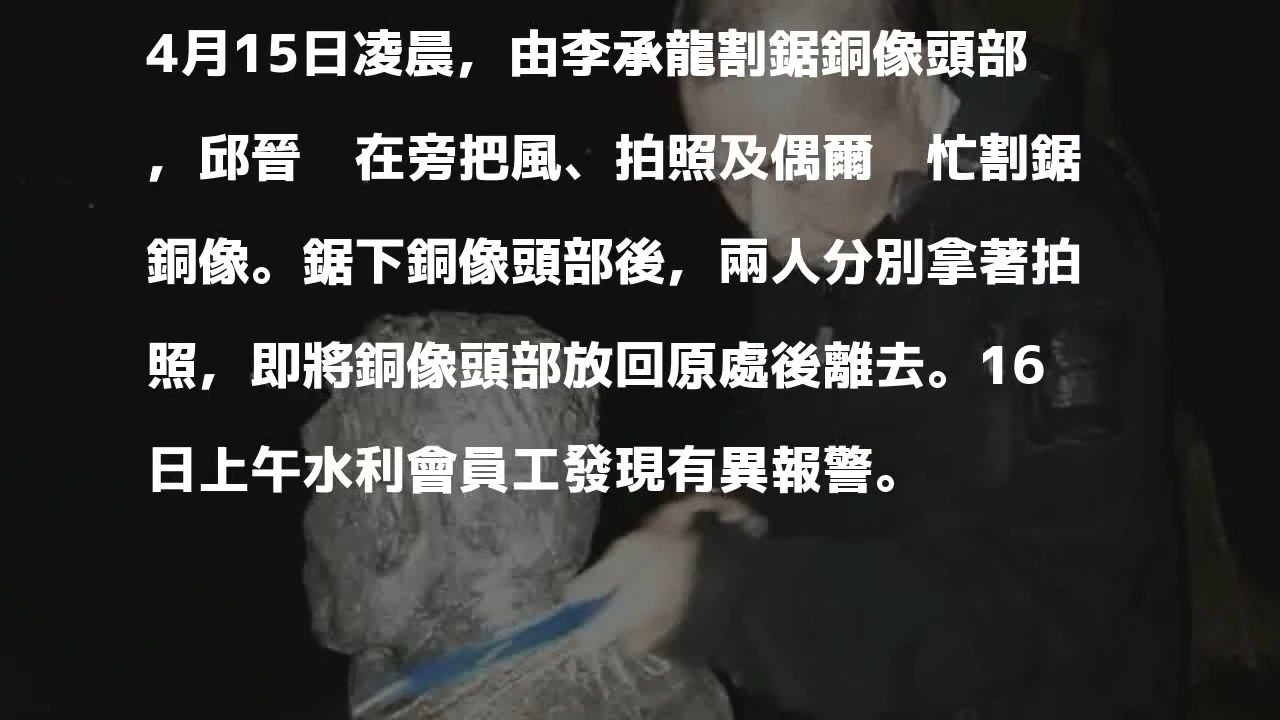 4月15日凌晨，由李承龍割鋸銅像頭部
，邱晉　在旁把風、拍照及偶爾　忙割鋸
銅像。鋸下銅像頭部後，兩人分別拿著拍
照，即將銅像頭部放回原處後離去。16
日上午水利會員工發現有異報警。